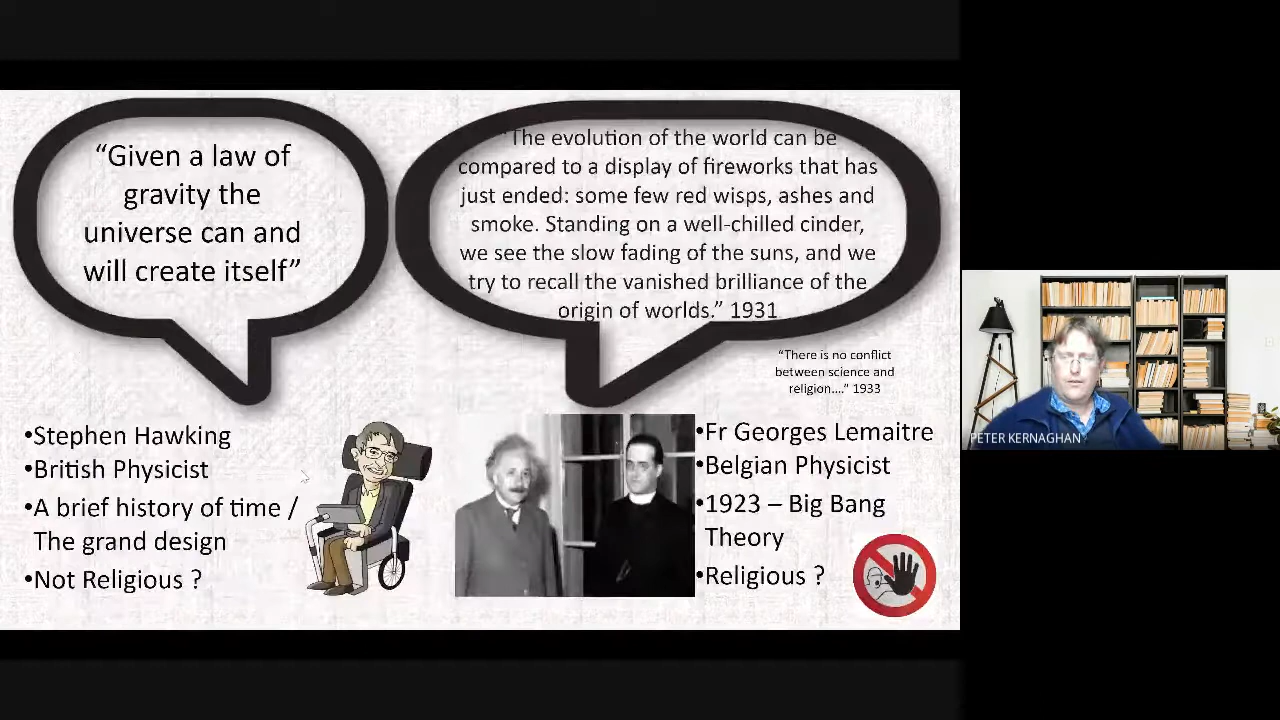 “Given a law of
gravity the
universe can and
will create itself”
“The evolution of the world can be
compared to a display of fireworks that has
just ended: some few red wisps, ashes and
smoke. Standing on a well-chilled cinder,
we see the slow fading of the suns, and we
try to recall the vanished brilliance of the
origin of worlds.” 1931
“There is no conflict
between science and
religion....” 1933
•Stephen Hawking
•British Physicist
•A brief history of time /
The grand design
•Not Religious ?
•Fr Georges Lemaitre
•Belgian Physicist
•1923 – Big Bang
Theory
•Religious ?
PETER KERNAGHAN